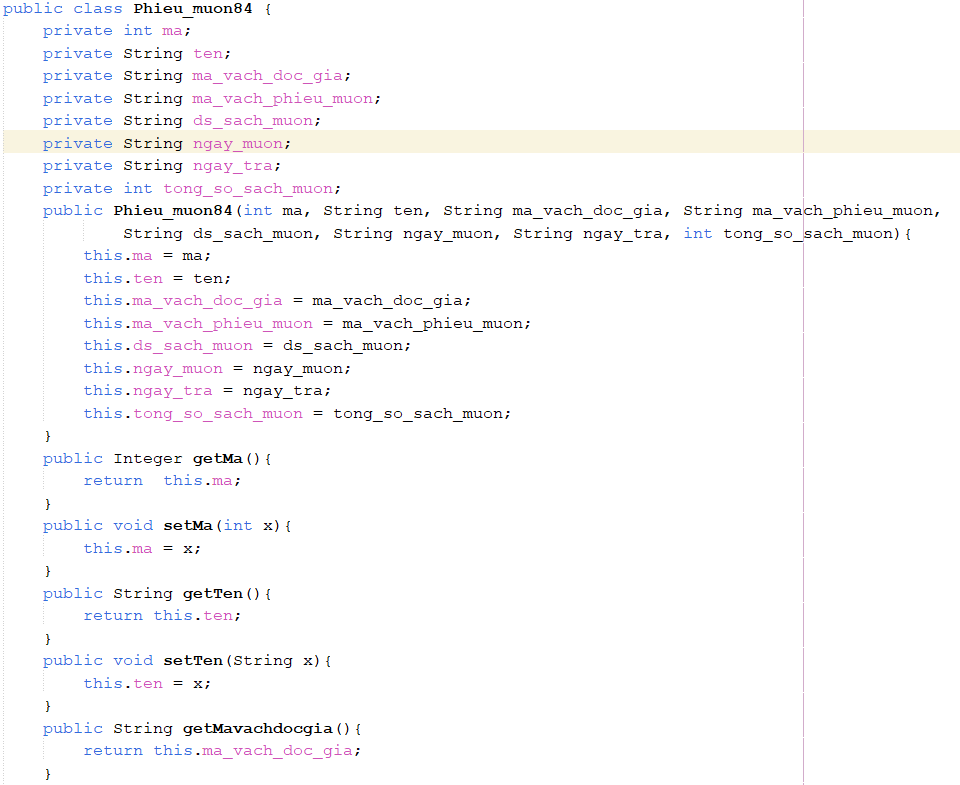 public class Phieu_muon84 {
    private int ma;
    private String ten;
    private String ma_vach_doc_gia;
    private String ma_vach_phieu_muon;
    private String ds_sach_muon;
    private String ngay_muon;
    private String ngay_tra;
    private int tong_so_sach_muon;
    public Phieu_muon84(int ma, String ten, String ma_vach_doc_gia, String ma_vach_phieu_muon,
            String ds_sach_muon, String ngay_muon, String ngay_tra, int tong_so_sach_muon){
        this.ma = ma;
        this.ten = ten;
        this.ma_vach_doc_gia = ma_vach_doc_gia;
        this.ma_vach_phieu_muon = ma_vach_phieu_muon;
        this.ds_sach_muon = ds_sach_muon;
        this.ngay_muon = ngay_muon;
        this.ngay_tra = ngay_tra;
        this.tong_so_sach_muon = tong_so_sach_muon;
    }
    public Integer getMa(){
        return  this.ma;
    }
    public void setMa(int x){
        this.ma = x;
    }
    public String getTen(){
        return this.ten;
    }
    public void setTen(String x){
        this.ten = x;
    }
    public String getMavachdocgia(){
        return this.ma_vach_doc_gia;
    }